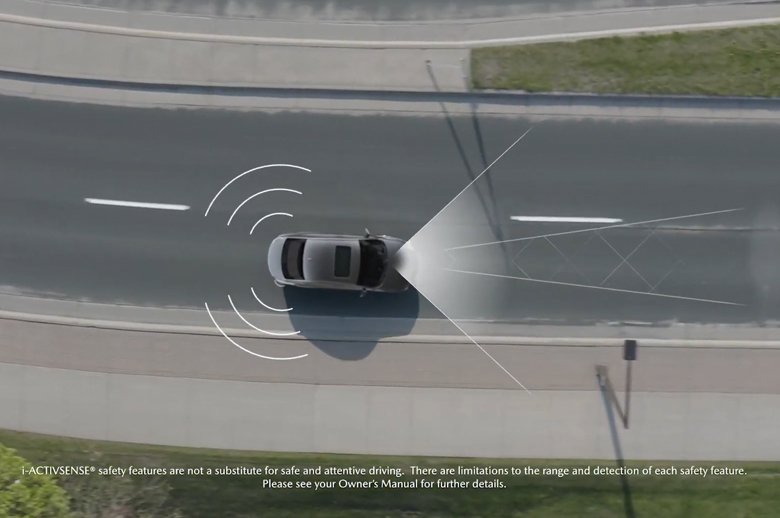 i-ACTIVSENSE® safety features are not a substitute for safe and attentive driving. There are limitations to the range and detection of each safety feature.
Please see your Owner's Manual for further details.